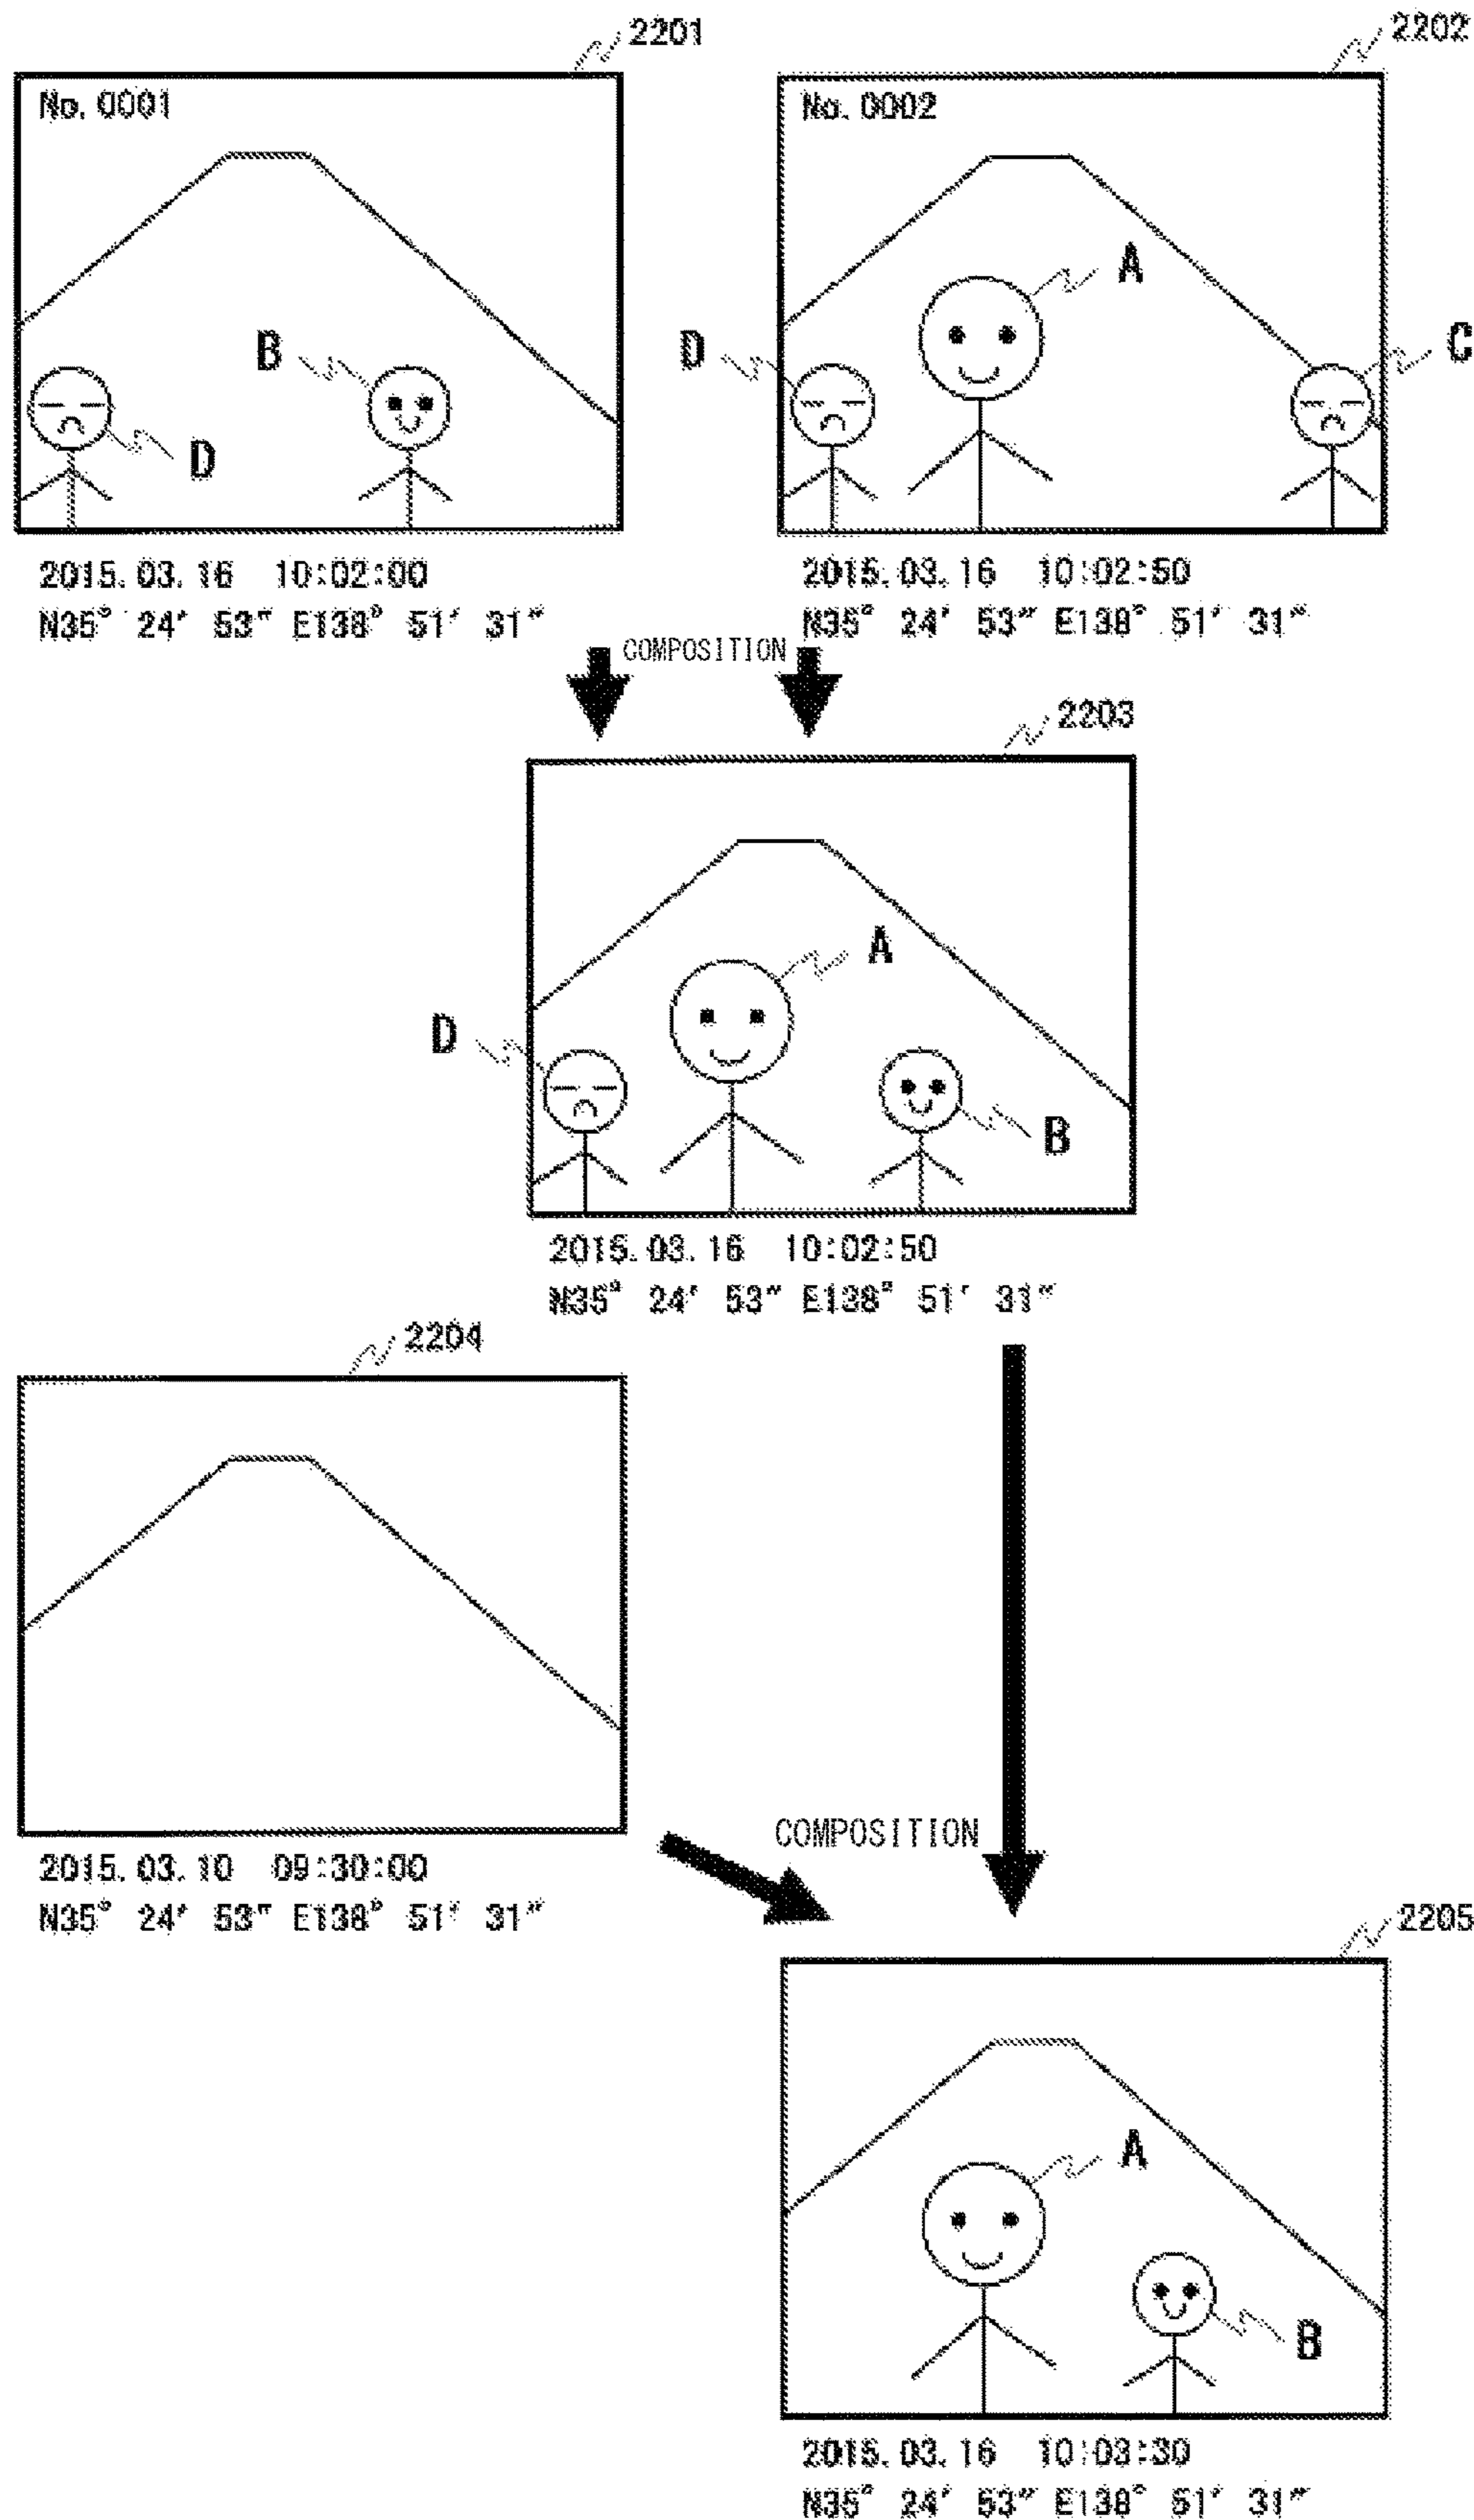 2201
2202
No. 0001
No. 0002
A
B
D
C
D
2015. 03. 16 10:02:00
2015. 03. 16 10:02:50
N35° 24′ 53″ E138° 51′ 31″
N35° 24′ 53″ E138° 51′ 31″
COMPOSITION
2203
A
D
B
2015. 03. 16 10:02:50
N35° 24′ 53″ E138° 51′ 31″
2204
2015. 03. 10 09:30:00
N35° 24′ 53″ E138° 51′ 31″
COMPOSITION
2205
A
B
2015. 03. 16 10:03:30
N35° 24′ 53″ E138° 51′ 31″